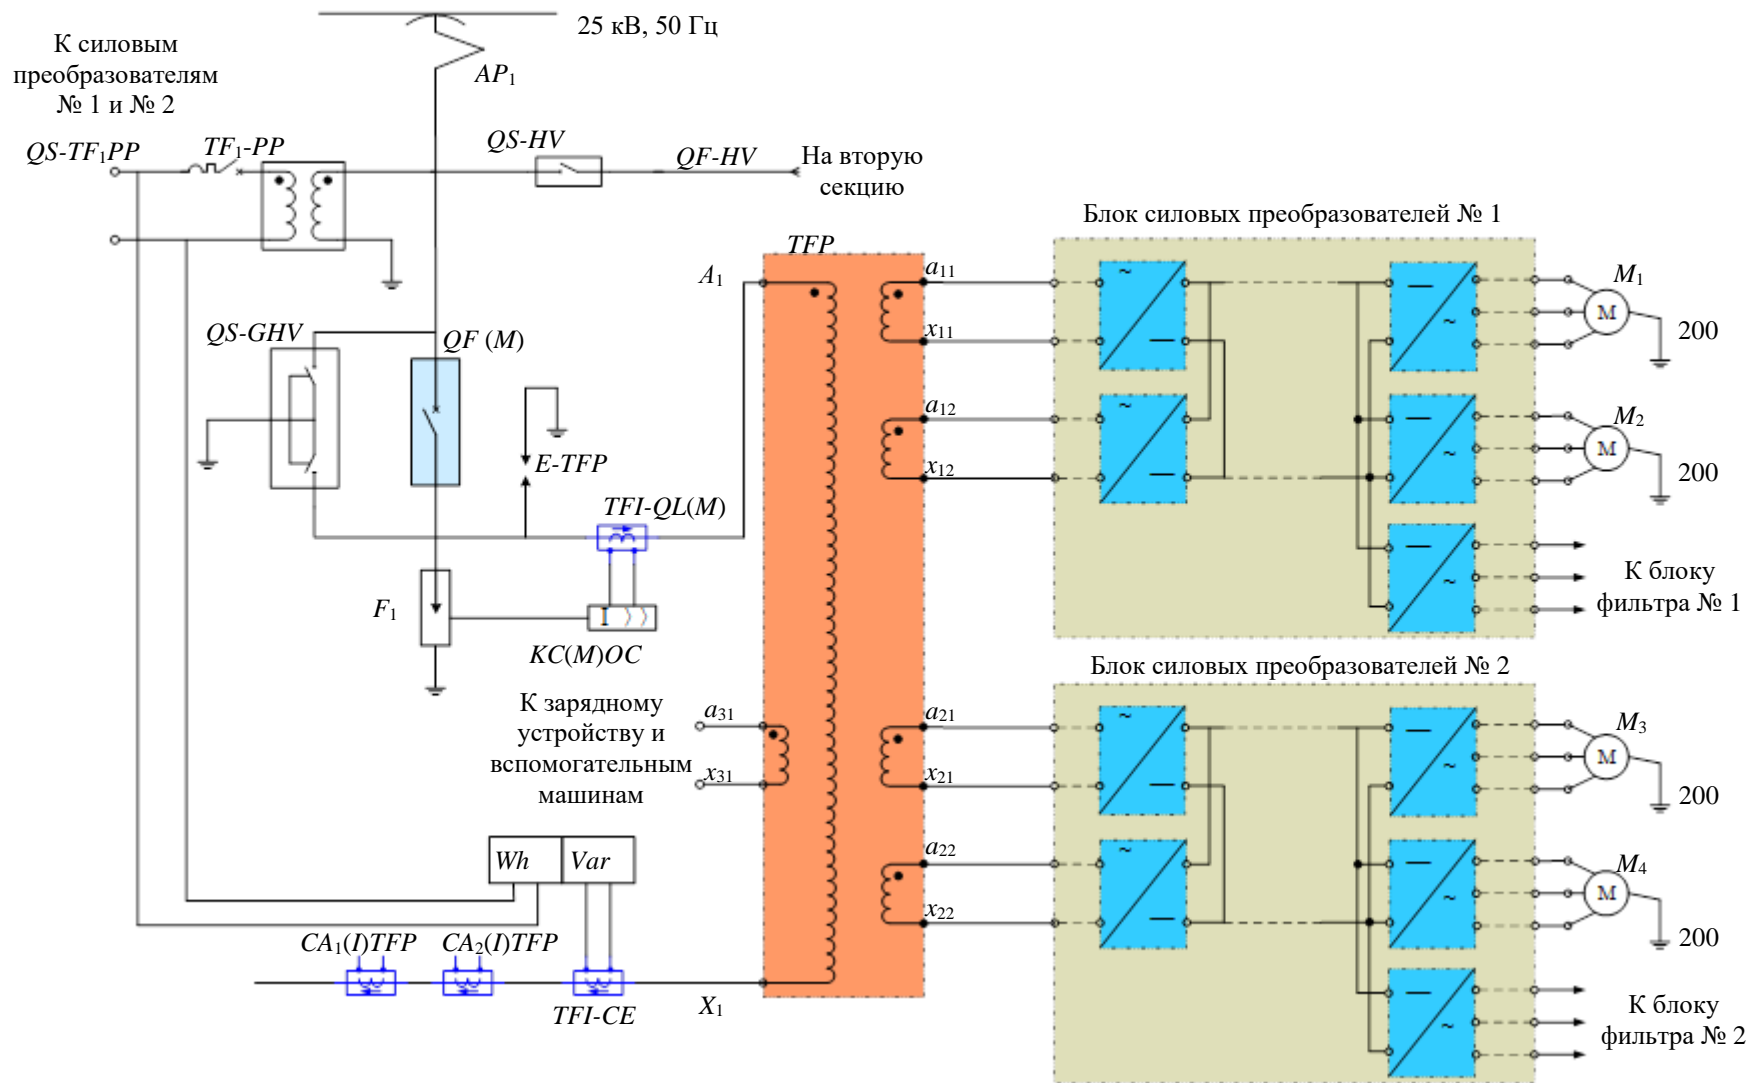 25 кВ, 50 Гц
К силовым
преобразователям
№ 1 и № 2
AP1
QS-TF1PP
TF1-PP
QS-HV
QF-HV
На вторую
секцию
Блок силовых преобразователей № 1
TFP
A1
a11
x11
a12
x12
~
—
~
—
—
~
—
~
—
~
M1
M
200
M2
M
200
К блоку
фильтра № 1
QS-GHV
QF (M)
E-TFP
TFI-QL(M)
F1
I 〉〉
KC(M)OC
К зарядному
устройству и
вспомогательным
машинам
a31
x31
Блок силовых преобразователей № 2
a21
x21
a22
x22
~
—
~
—
—
~
—
~
—
~
M3
M
200
M4
M
200
К блоку
фильтра № 2
Wh
Var
CA1(I)TFP
CA2(I)TFP
TFI-CE
X1